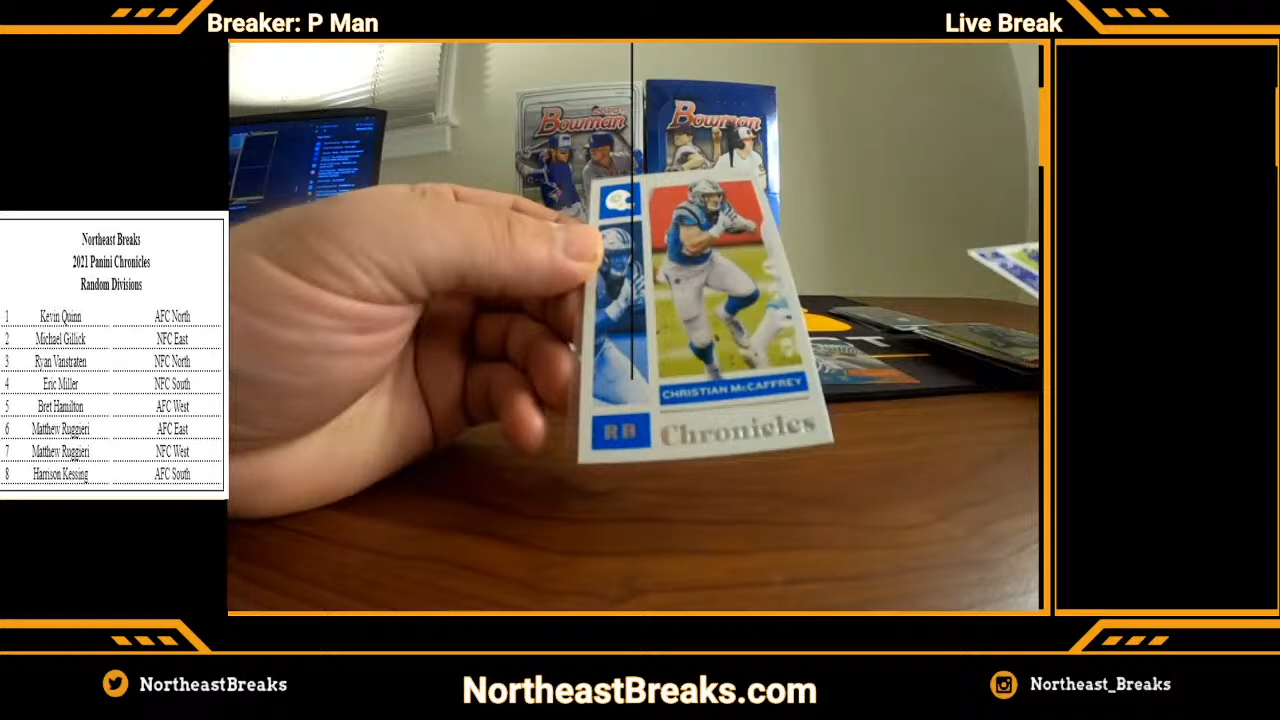 Breaker: P Man
Live Break
Bowman
Bowman
Northeast Breaks
2021 Panini Chronicles
Random Divisions
1 Kevin Quinn AFC North
2 Michael Gillick NFC East
3 Ryan Vanstraten NFC North
4 Eric Miller NFC South
5 Bret Hamilton AFC West
6 Matthew Ruggieri AFC East
7 Matthew Ruggieri NFC West
8 Harrison Kessing AFC South
CHRISTIAN McCAFFREY
RB
Chronicles
NortheastBreaks
NortheastBreaks.com
Northeast_Breaks